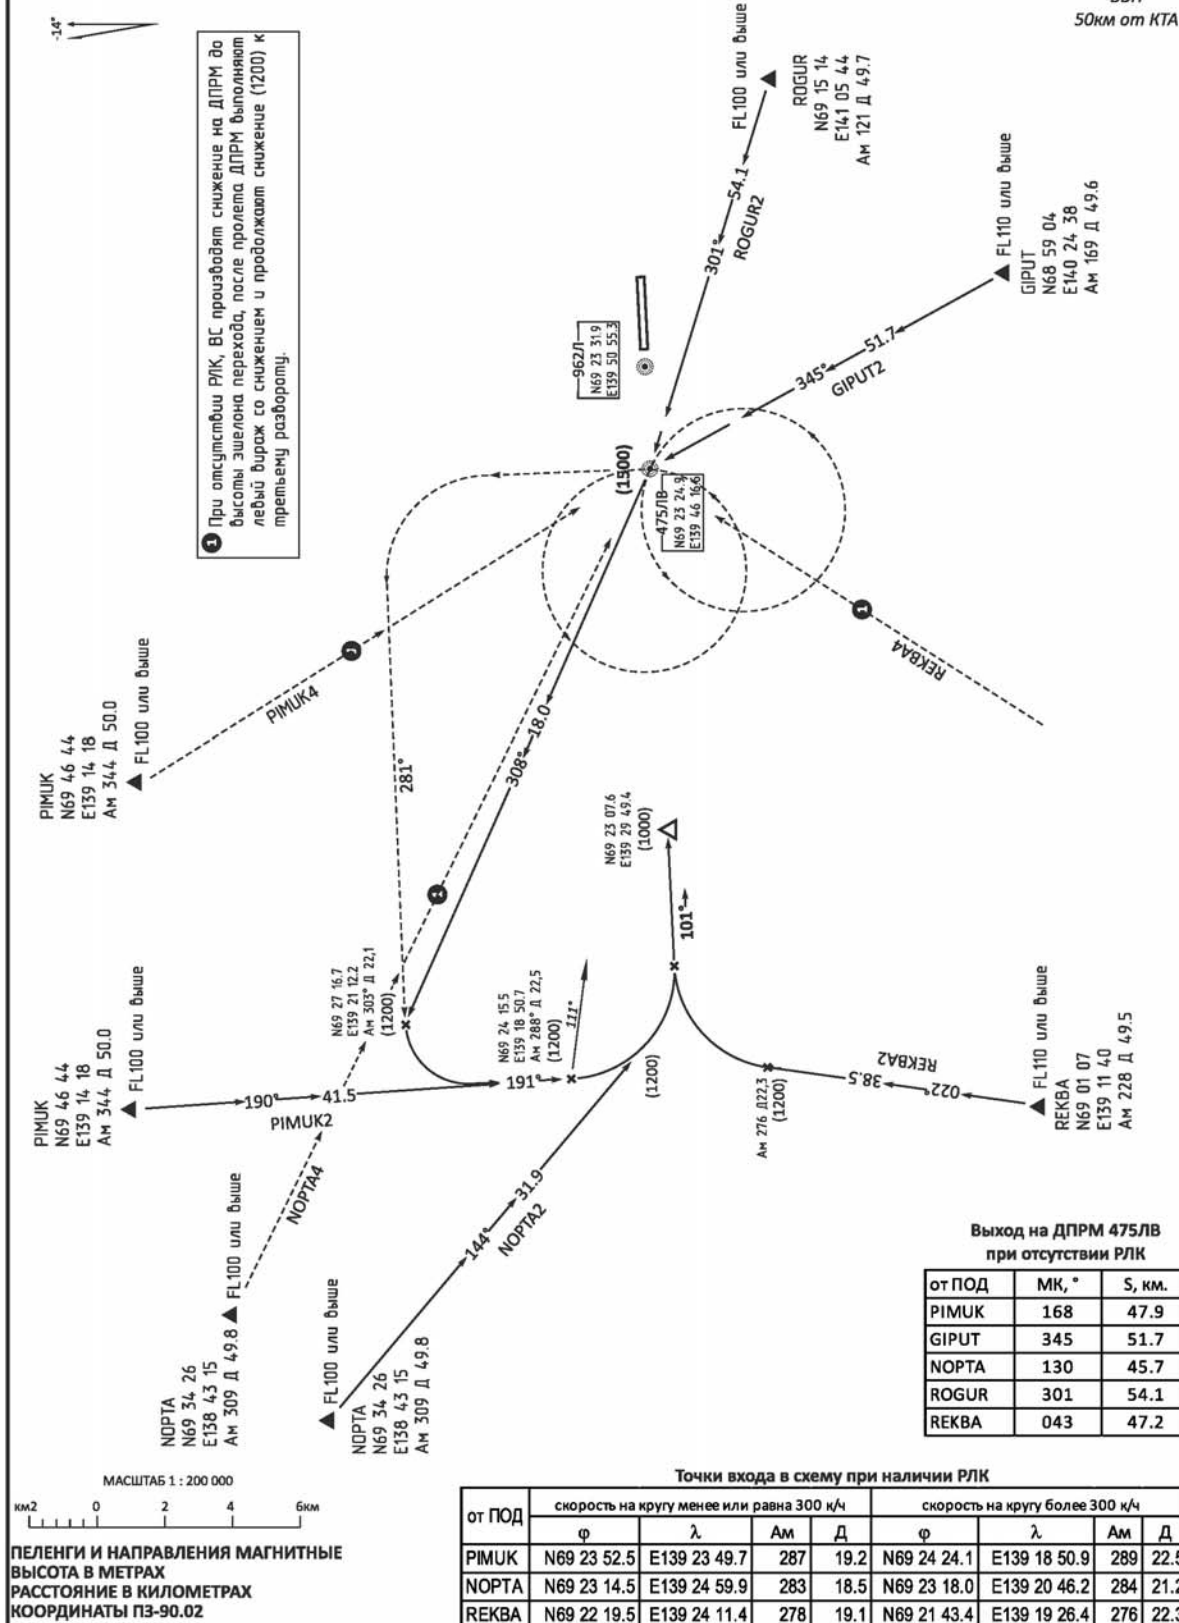 ВЗП
50км от КТА
-14°
❶ При отсутствии РЛК, ВС производят снижение на ДПРМ до
высоты эшелона перехода, после пролета ДПРМ выполняют
левый вираж со снижением и продолжают снижение (1200) к
третьему развороту.
FL100 или выше
ROGUR
N69 15 14
E141 05 44
Ам 121 Д 49.7
54.1
301°
ROGUR2
FL110 или выше
GIPUT
N68 59 04
E140 24 38
Ам 169 Д 49.6
51.7
345°
GIPUT2
962Л
N69 23 31.9
E139 50 55.3
(1500)
475ЛВ
N69 23 24.9
E139 46 16.6
PIMUK
N69 46 44
E139 14 18
Ам 344 Д 50.0
FL100 или выше
PIMUK4
1
1
REKBA4
281°
308°
18.0
1
N69 23 07.6
E139 29 49.4
(1000)
101°
N69 27 16.7
E139 21 12.2
Ам 303° Д 22,1
(1200)
N69 24 15.5
E139 18 50.7
Ам 288° Д 22,5
(1200)
111°
191°
(1200)
PIMUK
N69 46 44
E139 14 18
Ам 344 Д 50.0
FL100 или выше
190°
41.5
PIMUK2
Ам 276 Д22,3
(1200)
REKBA2
38.5
022°
FL110 или выше
REKBA
N69 01 07
E139 11 40
Ам 228 Д 49.5
NOPTA4
FL100 или выше
NOPTA
N69 34 26
E138 43 15
Ам 309 Д 49.8
144°
31.9
NOPTA2
FL100 или выше
NOPTA
N69 34 26
E138 43 15
Ам 309 Д 49.8
Выход на ДПРМ 475ЛВ
при отсутствии РЛК
от ПОД МК, ° S, км.
PIMUK 168 47.9
GIPUT 345 51.7
NOPTA 130 45.7
ROGUR 301 54.1
REKBA 043 47.2
МАСШТАБ 1 : 200 000
км2 0 2 4 6км
ПЕЛЕНГИ И НАПРАВЛЕНИЯ МАГНИТНЫЕ
ВЫСОТА В МЕТРАХ
РАССТОЯНИЕ В КИЛОМЕТРАХ
КООРДИНАТЫ ПЗ-90.02
Точки входа в схему при наличии РЛК
от ПОД скорость на кругу менее или равна 300 к/ч скорость на кругу более 300 к/ч
φ λ Ам Д φ λ Ам Д
PIMUK N69 23 52.5 E139 23 49.7 287 19.2 N69 24 24.1 E139 18 50.9 289 22.5
NOPTA N69 23 14.5 E139 24 59.9 283 18.5 N69 23 18.0 E139 20 46.2 284 21.2
REKBA N69 22 19.5 E139 24 11.4 278 19.1 N69 21 43.4 E139 19 26.4 276 22.3